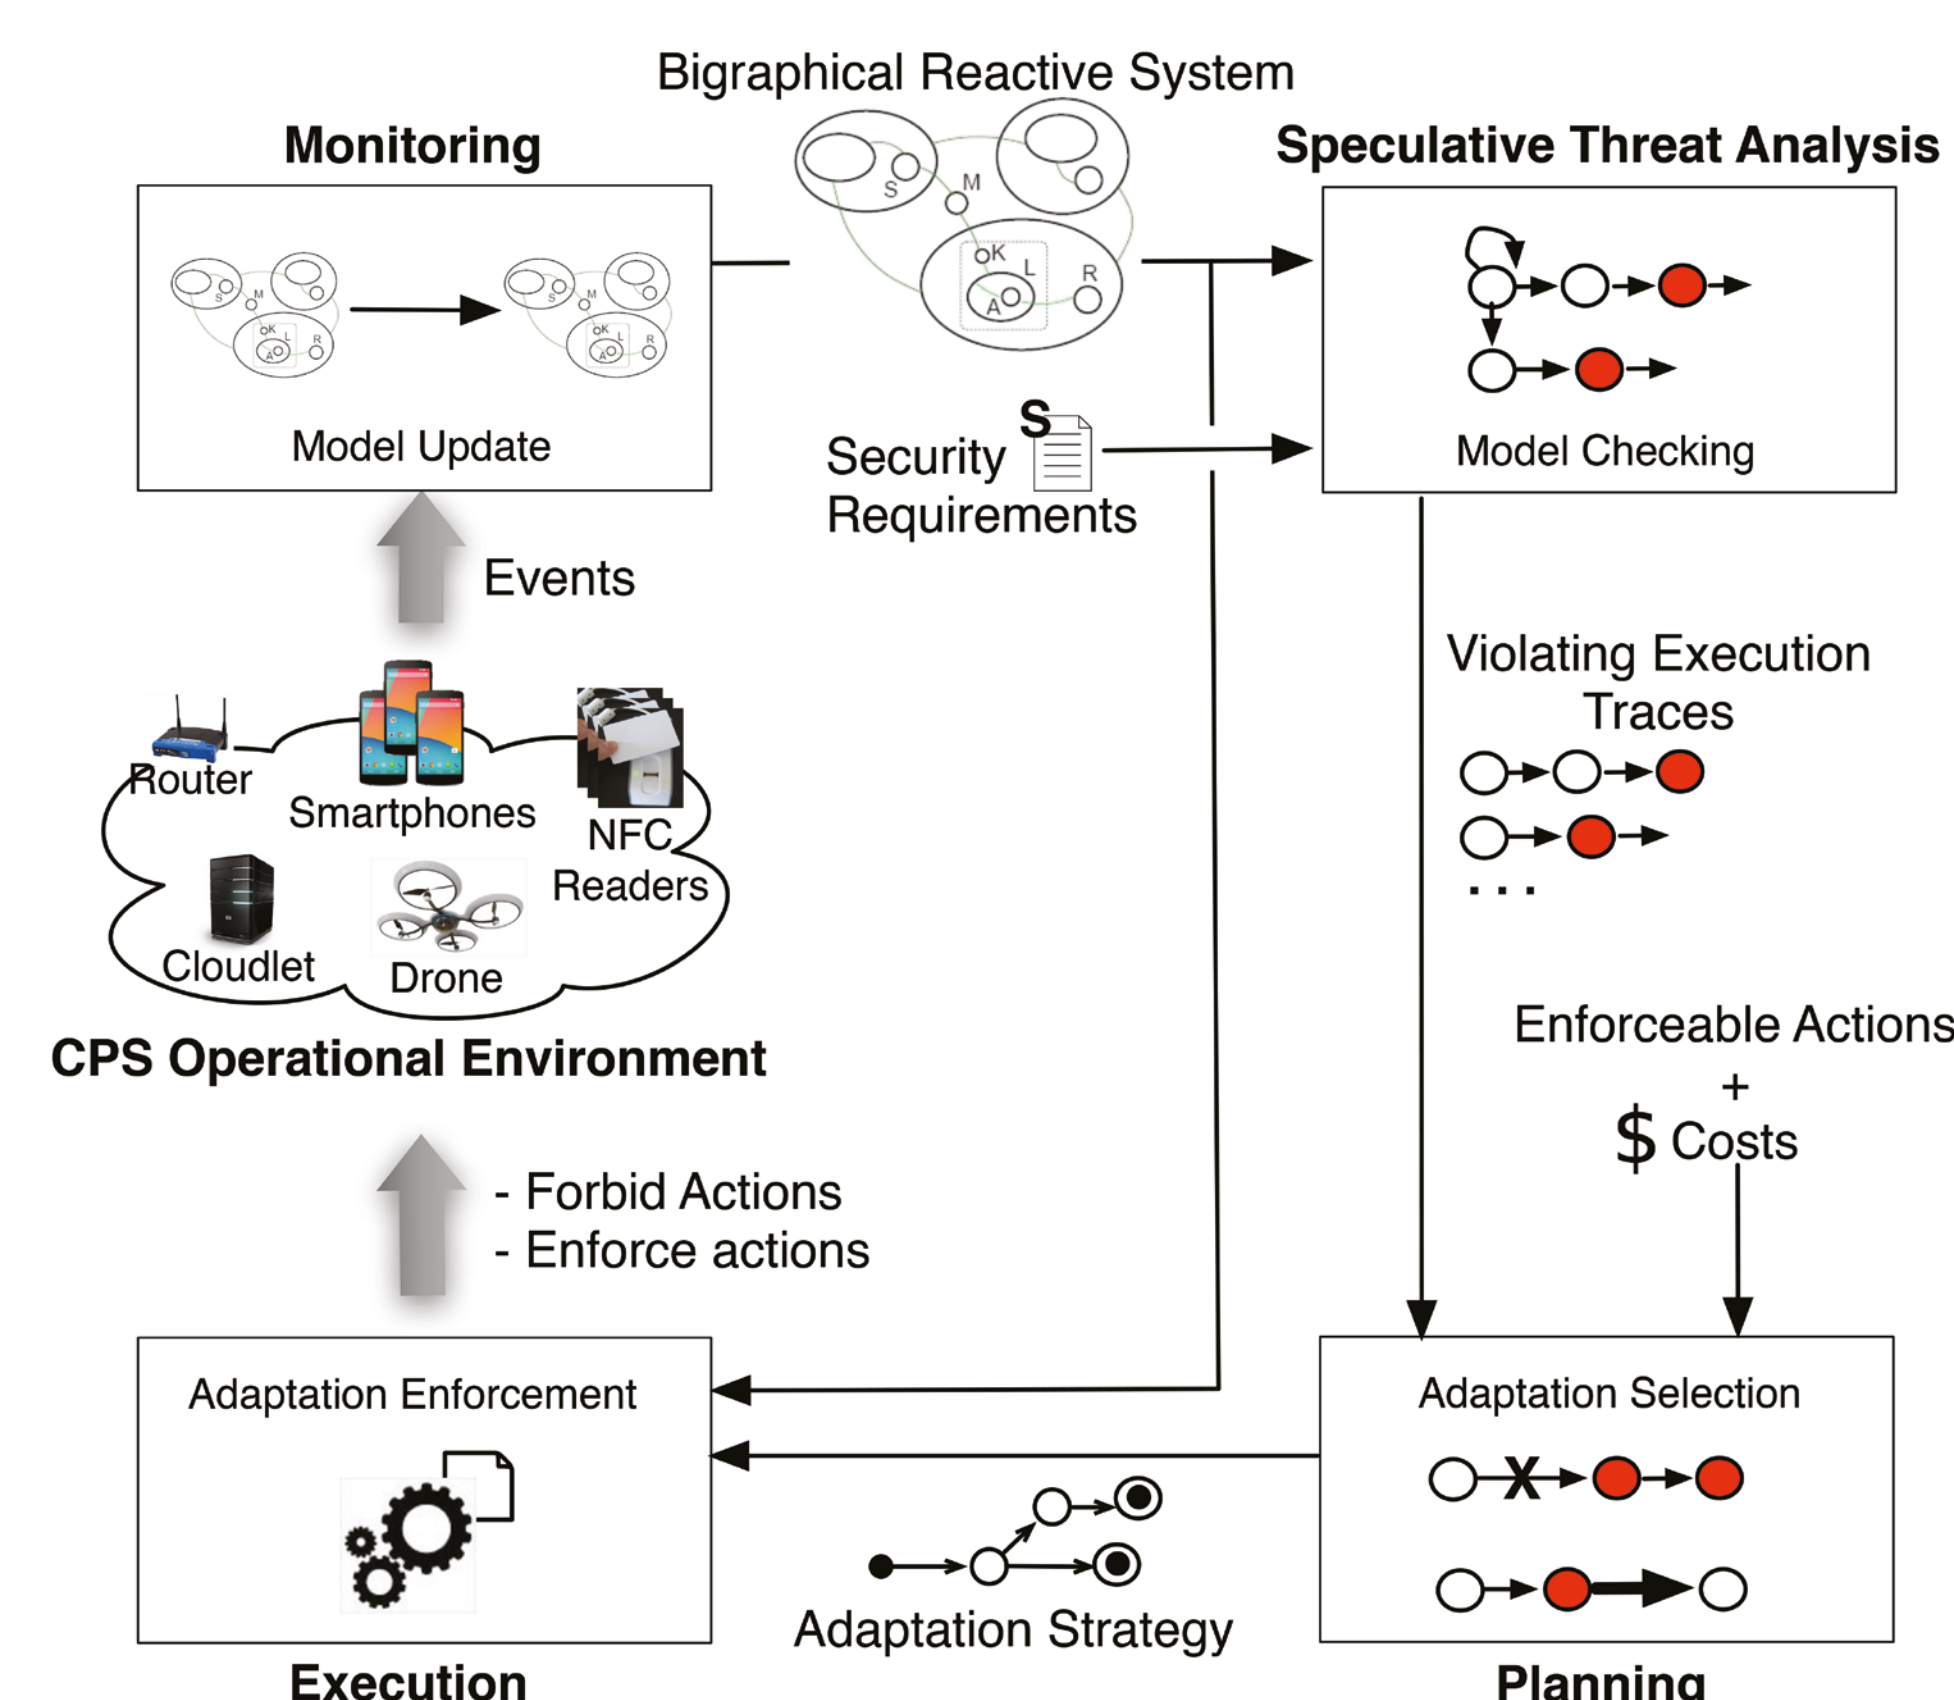 Bigraphical Reactive System
Monitoring
Speculative Threat Analysis
S
M
K
L
A
R
S
M
K
L
A
R
S
M
K
L
A
R
Model Update
Model Checking
S
Security
Requirements
Events
Violating Execution
Traces
Router
Smartphones
NFC
Readers
Cloudlet
Drone
...
CPS Operational Environment
Enforceable Actions
+
$ Costs
- Forbid Actions
- Enforce actions
Adaptation Enforcement
Adaptation Selection
X
Adaptation Strategy
Execution
Planning